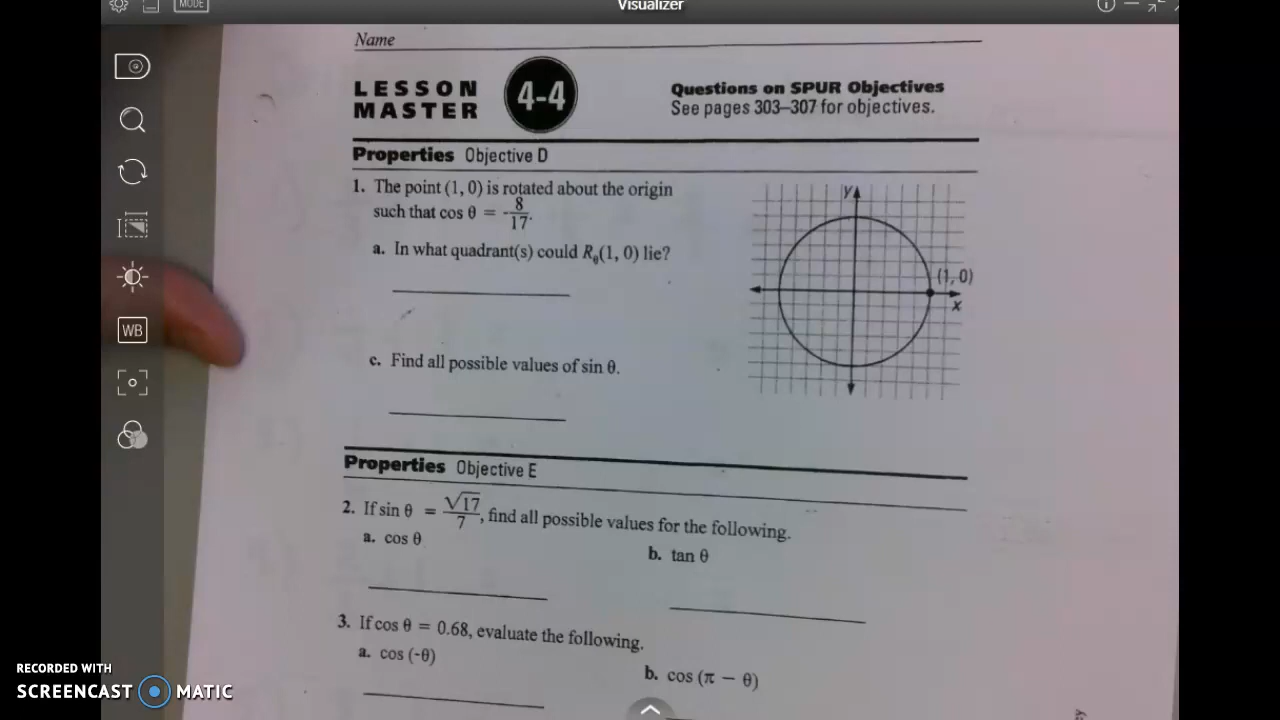 MODE
Visualizer
Name
LESSON MASTER
4-4
Questions on SPUR Objectives
See pages 303–307 for objectives.
Properties Objective D
1. The point (1, 0) is rotated about the origin
such that cos θ = -8/17.
a. In what quadrant(s) could Rθ(1, 0) lie?
y
(1, 0)
x
c. Find all possible values of sin θ.
Properties Objective E
2. If sin θ = √17/7, find all possible values for the following.
a. cos θ
b. tan θ
3. If cos θ = 0.68, evaluate the following.
a. cos (-θ)
b. cos (π − θ)
WB
RECORDED WITH
SCREENCAST MATIC